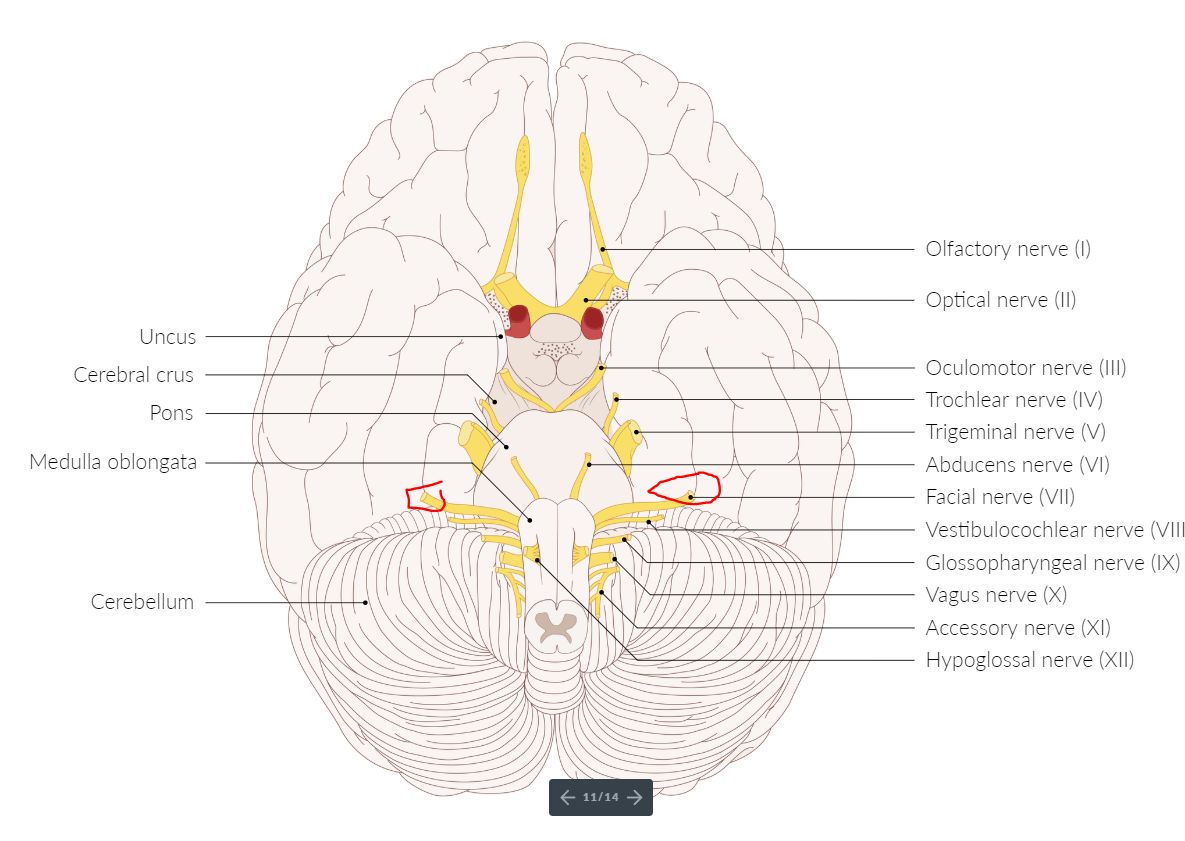 Olfactory nerve (I)
Optical nerve (II)
Uncus
Oculomotor nerve (III)
Cerebral crus
Trochlear nerve (IV)
Pons
Trigeminal nerve (V)
Medulla oblongata
Abducens nerve (VI)
Facial nerve (VII)
Vestibulocochlear nerve (VIII
Glossopharyngeal nerve (IX)
Vagus nerve (X)
Cerebellum
Accessory nerve (XI)
Hypoglossal nerve (XII)
11/14